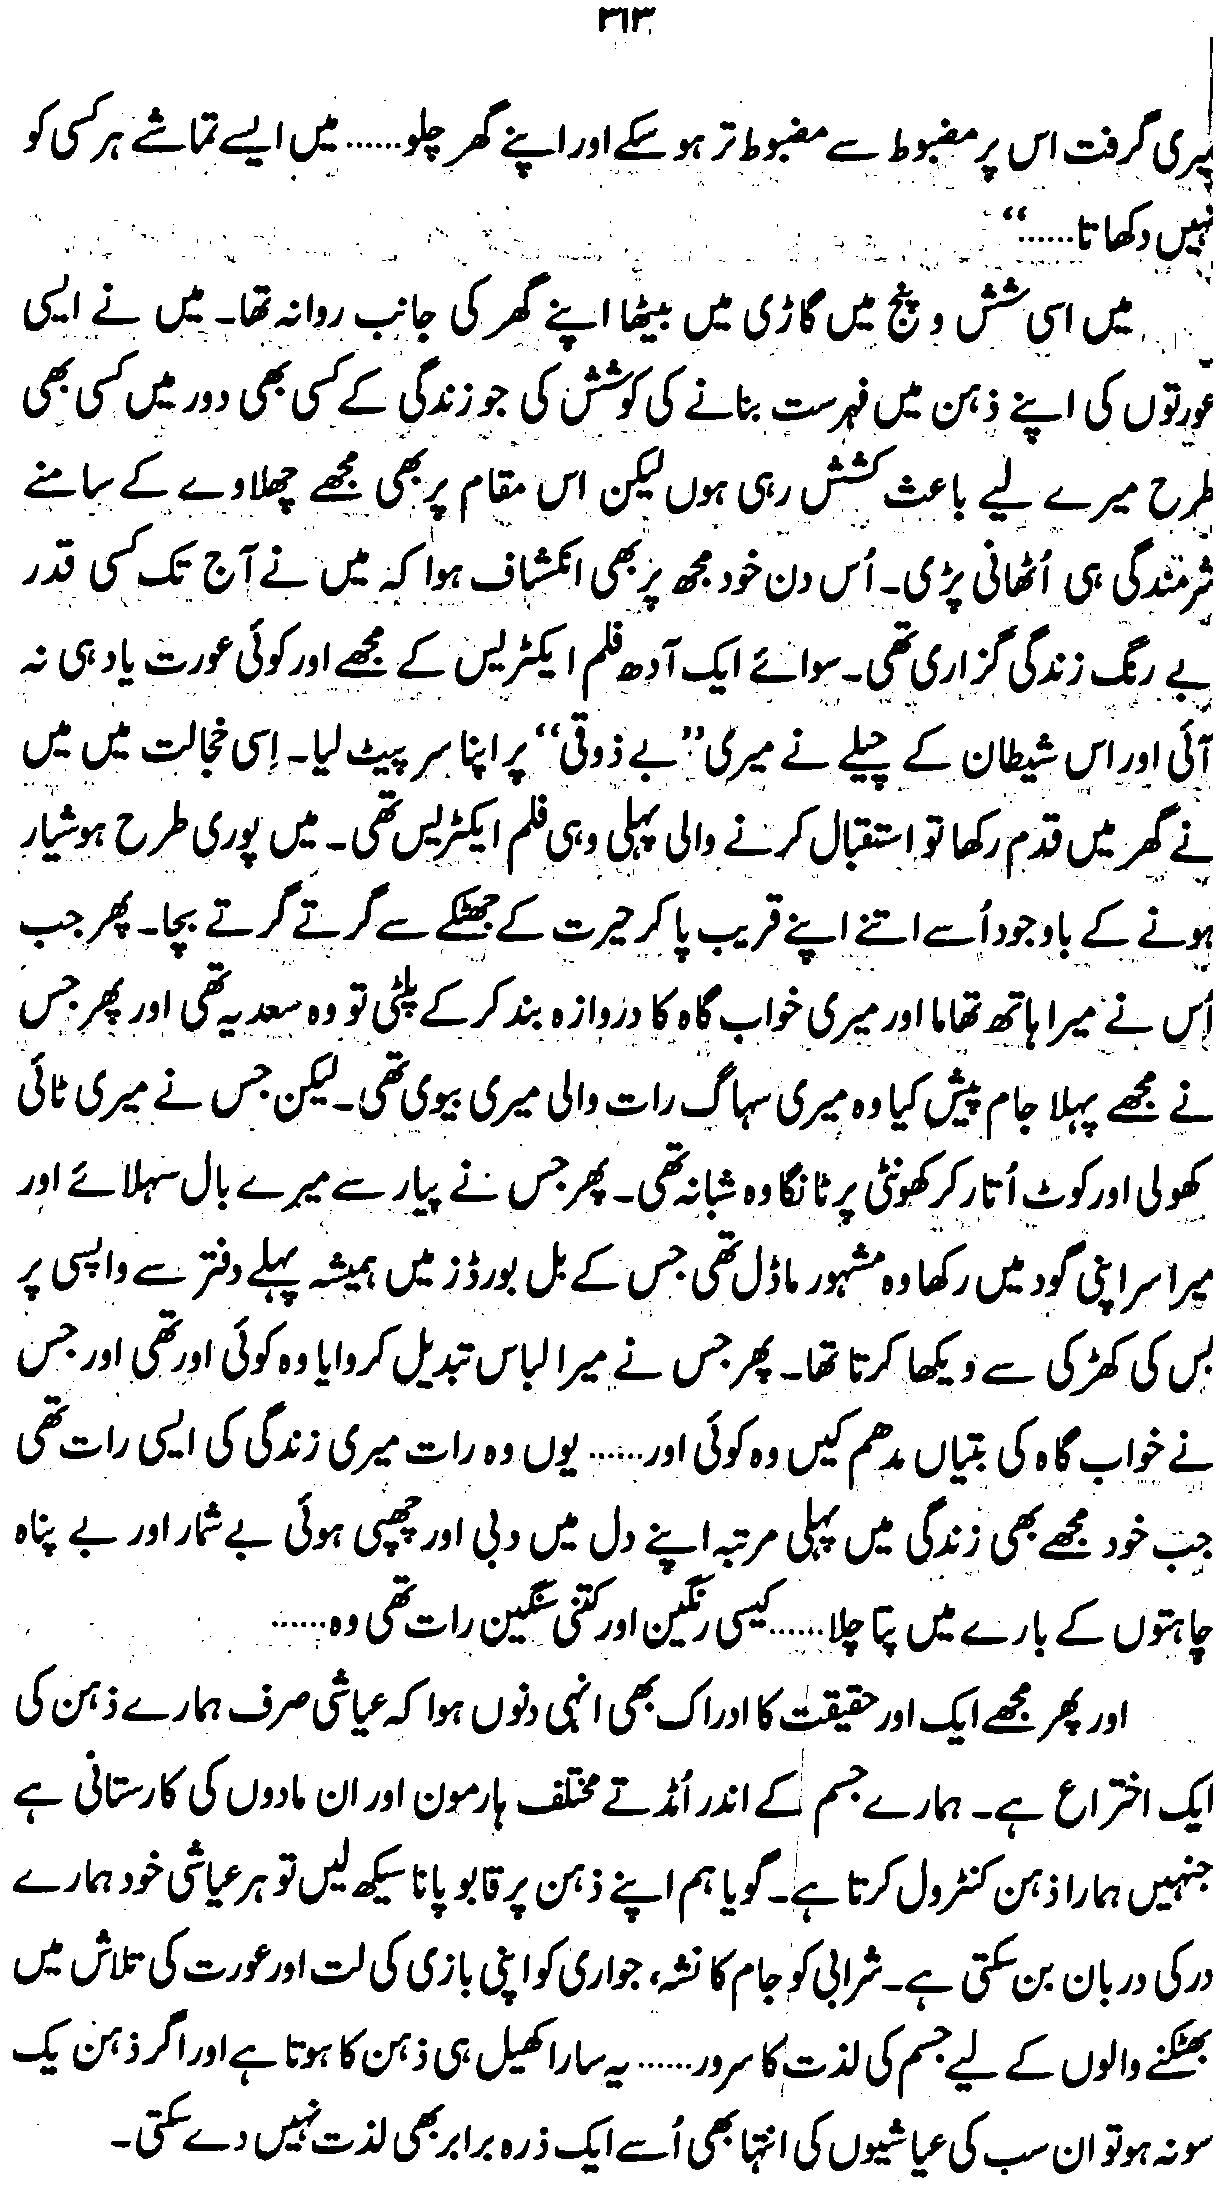 ۳۱۳
میری گرفت اس پر مضبوط سے مضبوط تر ہو سکے اور اپنے گھر چلو...... میں ایسے تماشے ہر کسی کو
نہیں دکھاتا......“
میں اسی شش و پنج میں گاڑی میں بیٹھا اپنے گھر کی جانب روانہ تھا۔ میں نے ایسی
عورتوں کی اپنے ذہن میں فہرست بنانے کی کوشش کی جو زندگی کے کسی بھی دور میں کسی بھی
طرح میرے لیے باعث کشش رہی ہوں لیکن اس مقام پر بھی مجھے چھلاوے کے سامنے
شرمندگی ہی اُٹھانی پڑی۔ اُس دن خود مجھ پر بھی انکشاف ہوا کہ میں نے آج تک کسی قدر
بے رنگ زندگی گزاری تھی۔ سوائے ایک آدھ فلم ایکٹریس کے مجھے اور کوئی عورت یاد ہی نہ
آئی اور اس شیطان کے چیلے نے میری ”بے ذوقی“ پر اپنا سر پیٹ لیا۔ اِسی خجالت میں میں
نے گھر میں قدم رکھا تو استقبال کرنے والی پہلی وہی فلم ایکٹریس تھی۔ میں پوری طرح ہوشیار
ہونے کے باوجود اُسے اتنے اپنے قریب پا کر حیرت کے جھٹکے سے گرتے گرتے بچا۔ پھر جب
اُس نے میرا ہاتھ تھاما اور میری خواب گاہ کا دروازہ بند کر کے پلٹی تو وہ سعدیہ تھی اور پھر جس
نے مجھے پہلا جام پیش کیا وہ میری سہاگ رات والی میری بیوی تھی۔ لیکن جس نے میری ٹائی
کھولی اور کوٹ اُتار کر کھونٹی پر ٹانگا وہ شبانہ تھی۔ پھر جس نے پیار سے میرے بال سہلائے اور
میرا سر اپنی گود میں رکھا وہ مشہور ماڈل تھی جس کے بل بورڈز میں ہمیشہ پہلے دفتر سے واپسی پر
بس کی کھڑکی سے دیکھا کرتا تھا۔ پھر جس نے میرا لباس تبدیل کروایا وہ کوئی اور تھی اور جس
نے خواب گاہ کی بتیاں مدھم کیں وہ کوئی اور...... یوں وہ رات میری زندگی کی ایسی رات تھی
جب خود مجھے بھی زندگی میں پہلی مرتبہ اپنے دل میں دبی اور چھپی ہوئی بے شمار اور بے پناہ
چاہتوں کے بارے میں پتا چلا...... کیسی رنگین اور کتنی سنگین رات تھی وہ......
اور پھر مجھے ایک اور حقیقت کا ادراک بھی انہی دنوں ہوا کہ عیاشی صرف ہمارے ذہن کی
ایک اختراع ہے۔ ہمارے جسم کے اندر اُمڈتے مختلف ہارمون اور ان مادوں کی کارستانی ہے
جنہیں ہمارا ذہن کنٹرول کرتا ہے۔ گویا ہم اپنے ذہن پر قابو پانا سیکھ لیں تو ہر عیاشی خود ہمارے
در کی دربان بن سکتی ہے۔ شرابی کو جام کا نشہ، جواری کو اپنی بازی کی لت اور عورت کی تلاش میں
بھٹکنے والوں کے لیے جسم کی لذت کا سرور...... یہ سارا کھیل ہی ذہن کا ہوتا ہے اور اگر ذہن یک
سو نہ ہو تو ان سب کی عیاشیوں کی انتہا بھی اُسے ایک ذرہ برابر بھی لذت نہیں دے سکتی۔